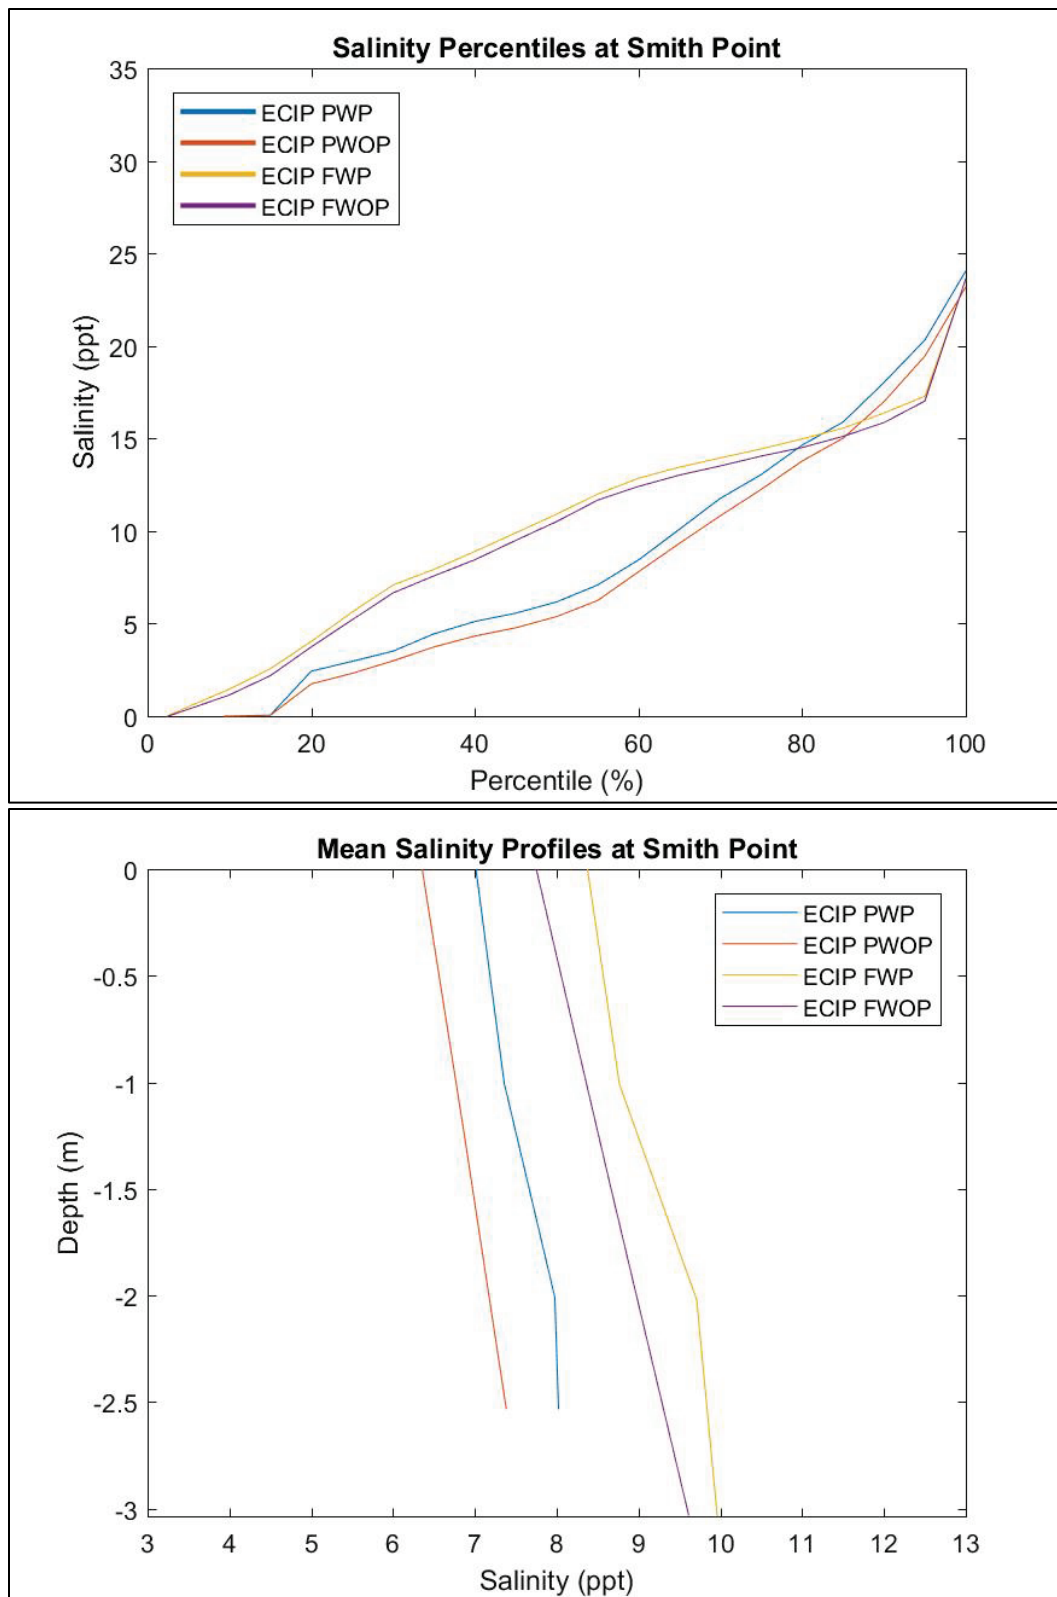 Salinity Percentiles at Smith Point
35
30
25
20
15
10
5
0
Salinity (ppt)
ECIP PWP
ECIP PWOP
ECIP FWP
ECIP FWOP
0 20 40 60 80 100
Percentile (%)
Mean Salinity Profiles at Smith Point
0
-0.5
-1
-1.5
-2
-2.5
-3
Depth (m)
ECIP PWP
ECIP PWOP
ECIP FWP
ECIP FWOP
3 4 5 6 7 8 9 10 11 12 13
Salinity (ppt)